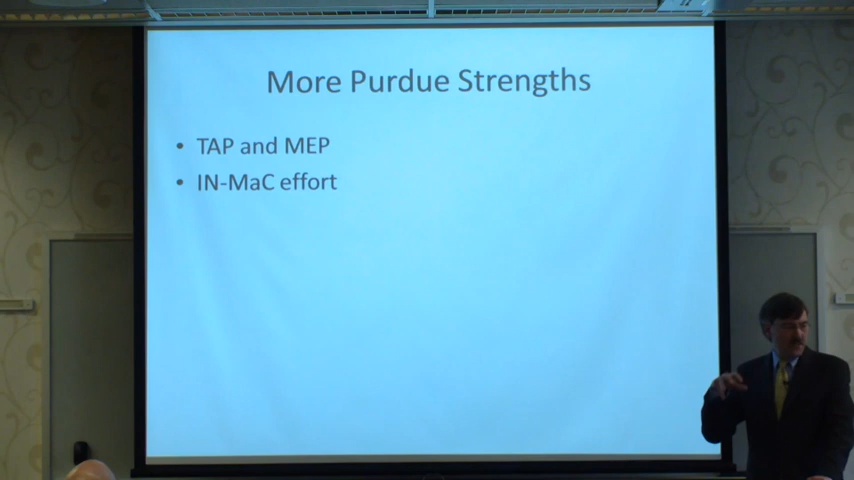 More Purdue Strengths
• TAP and MEP
• IN-MaC effort